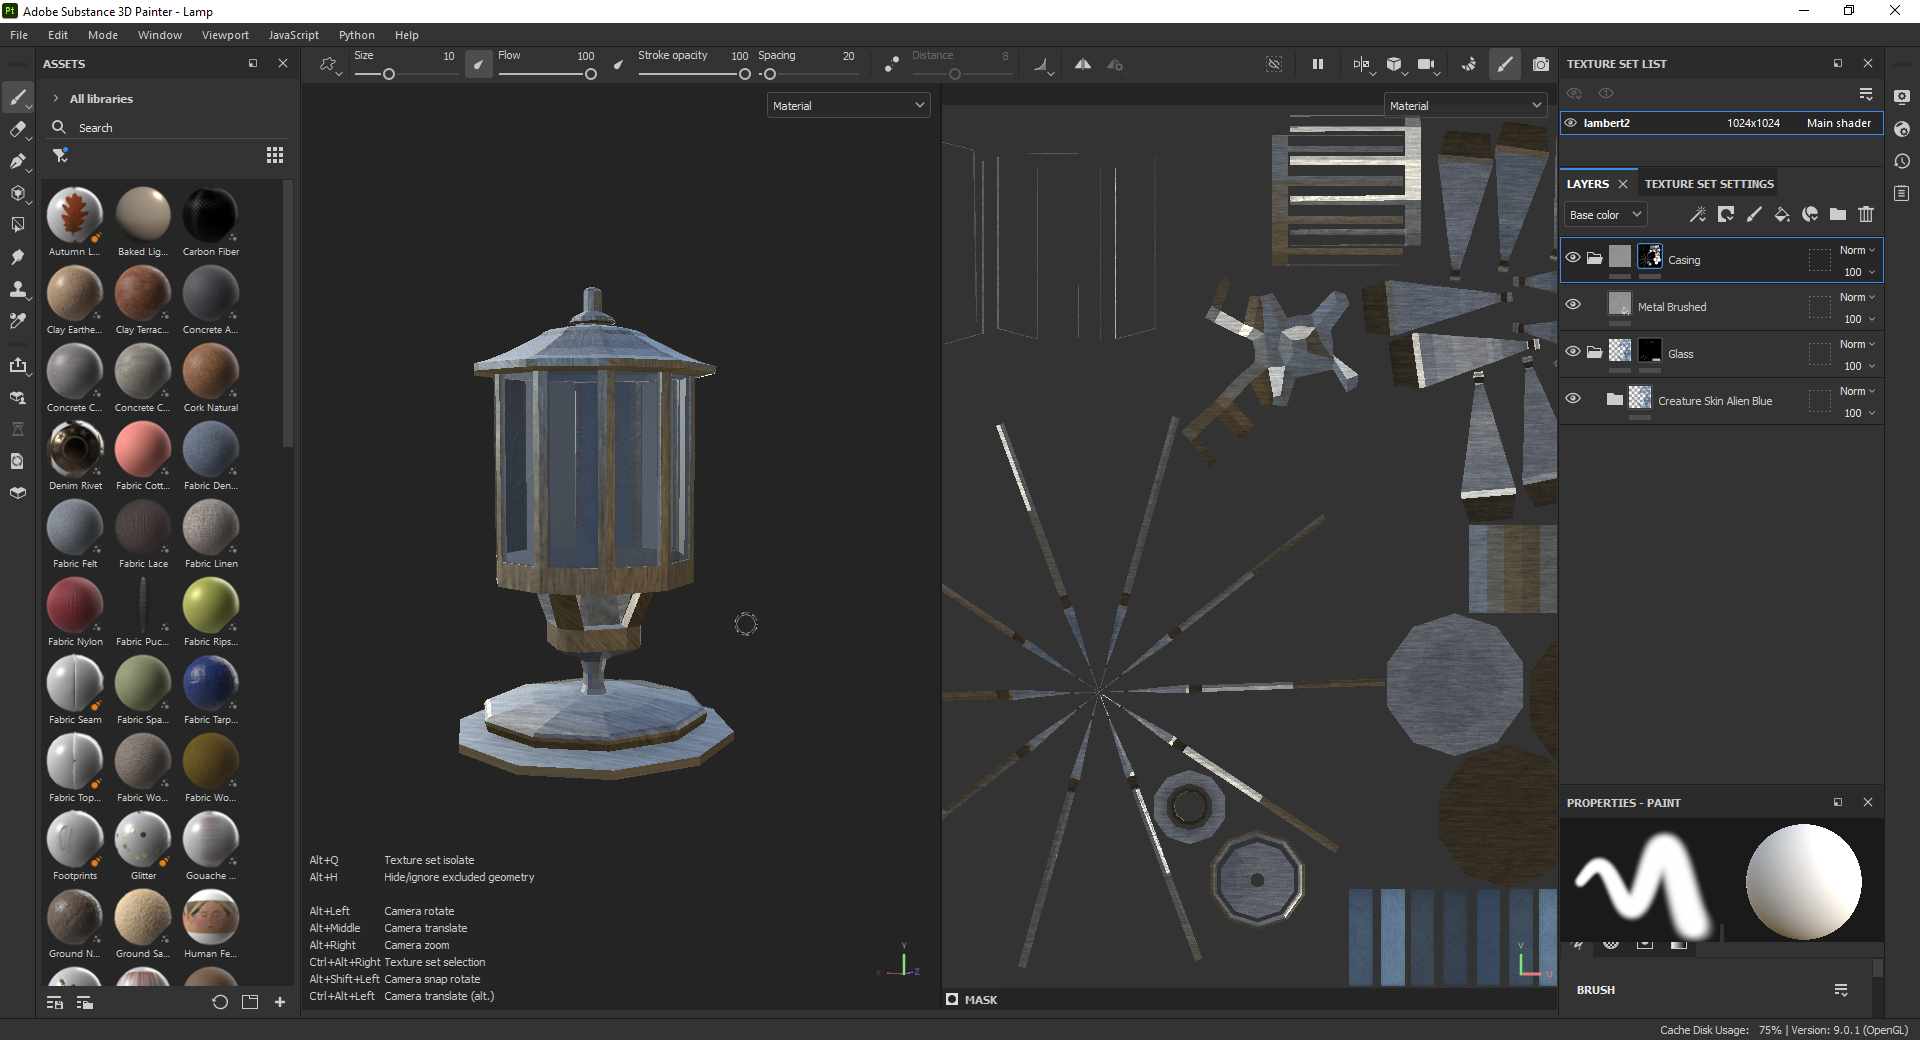 Pt Adobe Substance 3D Painter - Lamp
File Edit Mode Window Viewport JavaScript Python Help
Size 10 Flow 100 Stroke opacity 100 Spacing 20 Distance 8
ASSETS
All libraries
Search
Autumn L... Baked Lig... Carbon Fiber
Clay Earthe... Clay Terrac... Concrete A...
Concrete C... Concrete C... Cork Natural
Denim Rivet Fabric Cott... Fabric Den...
Fabric Felt Fabric Lace Fabric Linen
Fabric Nylon Fabric Puc... Fabric Rips...
Fabric Seam Fabric Spa... Fabric Tarp...
Fabric Top... Fabric Wo... Fabric Wo...
Footprints Glitter Gouache ...
Ground N... Ground Sa... Human Fe...
Material
Alt+Q Texture set isolate
Alt+H Hide/ignore excluded geometry
Alt+Left Camera rotate
Alt+Middle Camera translate
Alt+Right Camera zoom
Ctrl+Alt+Right Texture set selection
Alt+Shift+Left Camera snap rotate
Ctrl+Alt+Left Camera translate (alt.)
Y
X Z
Material
V
U
MASK
TEXTURE SET LIST
lambert2 1024x1024 Main shader
LAYERS TEXTURE SET SETTINGS
Base color
Casing Norm
100
Metal Brushed Norm
100
Glass Norm
100
Creature Skin Alien Blue Norm
100
PROPERTIES - PAINT
BRUSH
Cache Disk Usage: 75% | Version: 9.0.1 (OpenGL)